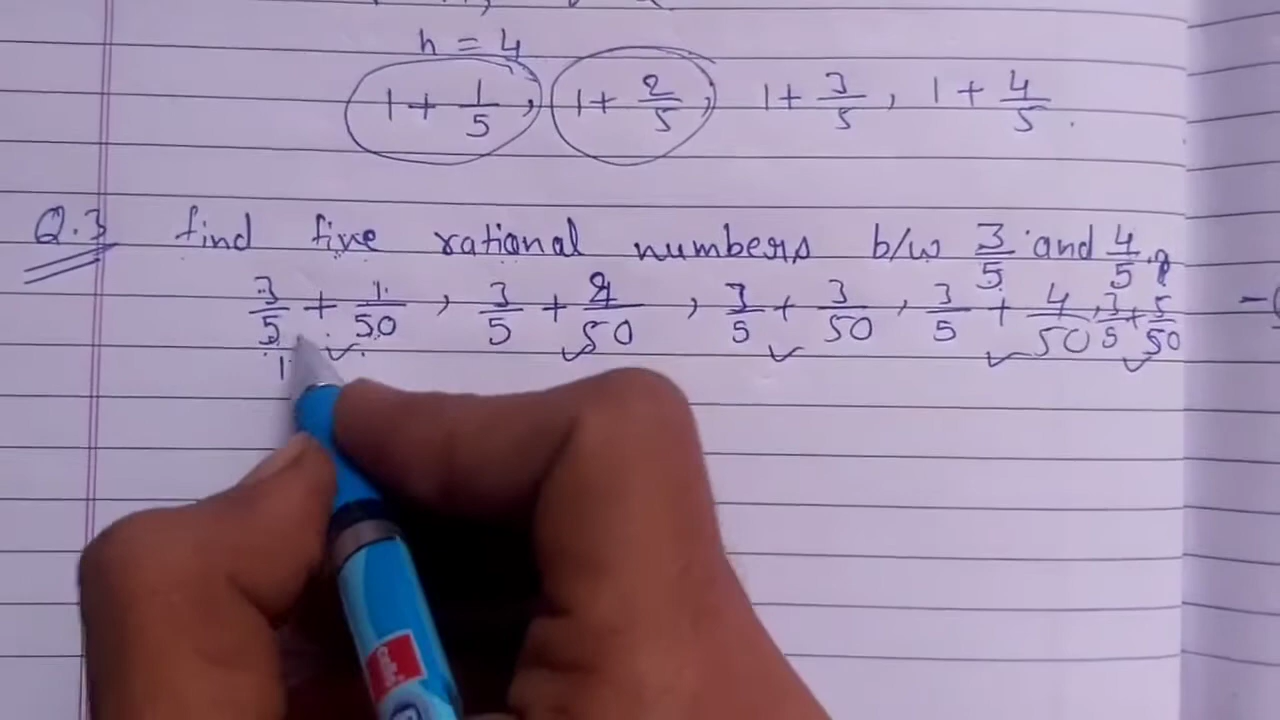 n = 4
1 + 1/5, 1 + 2/5, 1 + 3/5, 1 + 4/5.
Q.3 find five rational numbers b/w 3/5 and 4/5.?
3/5 + 1/50, 3/5 + 2/50, 3/5 + 3/50, 3/5 + 4/50, 3/5 + 5/50
1
cello